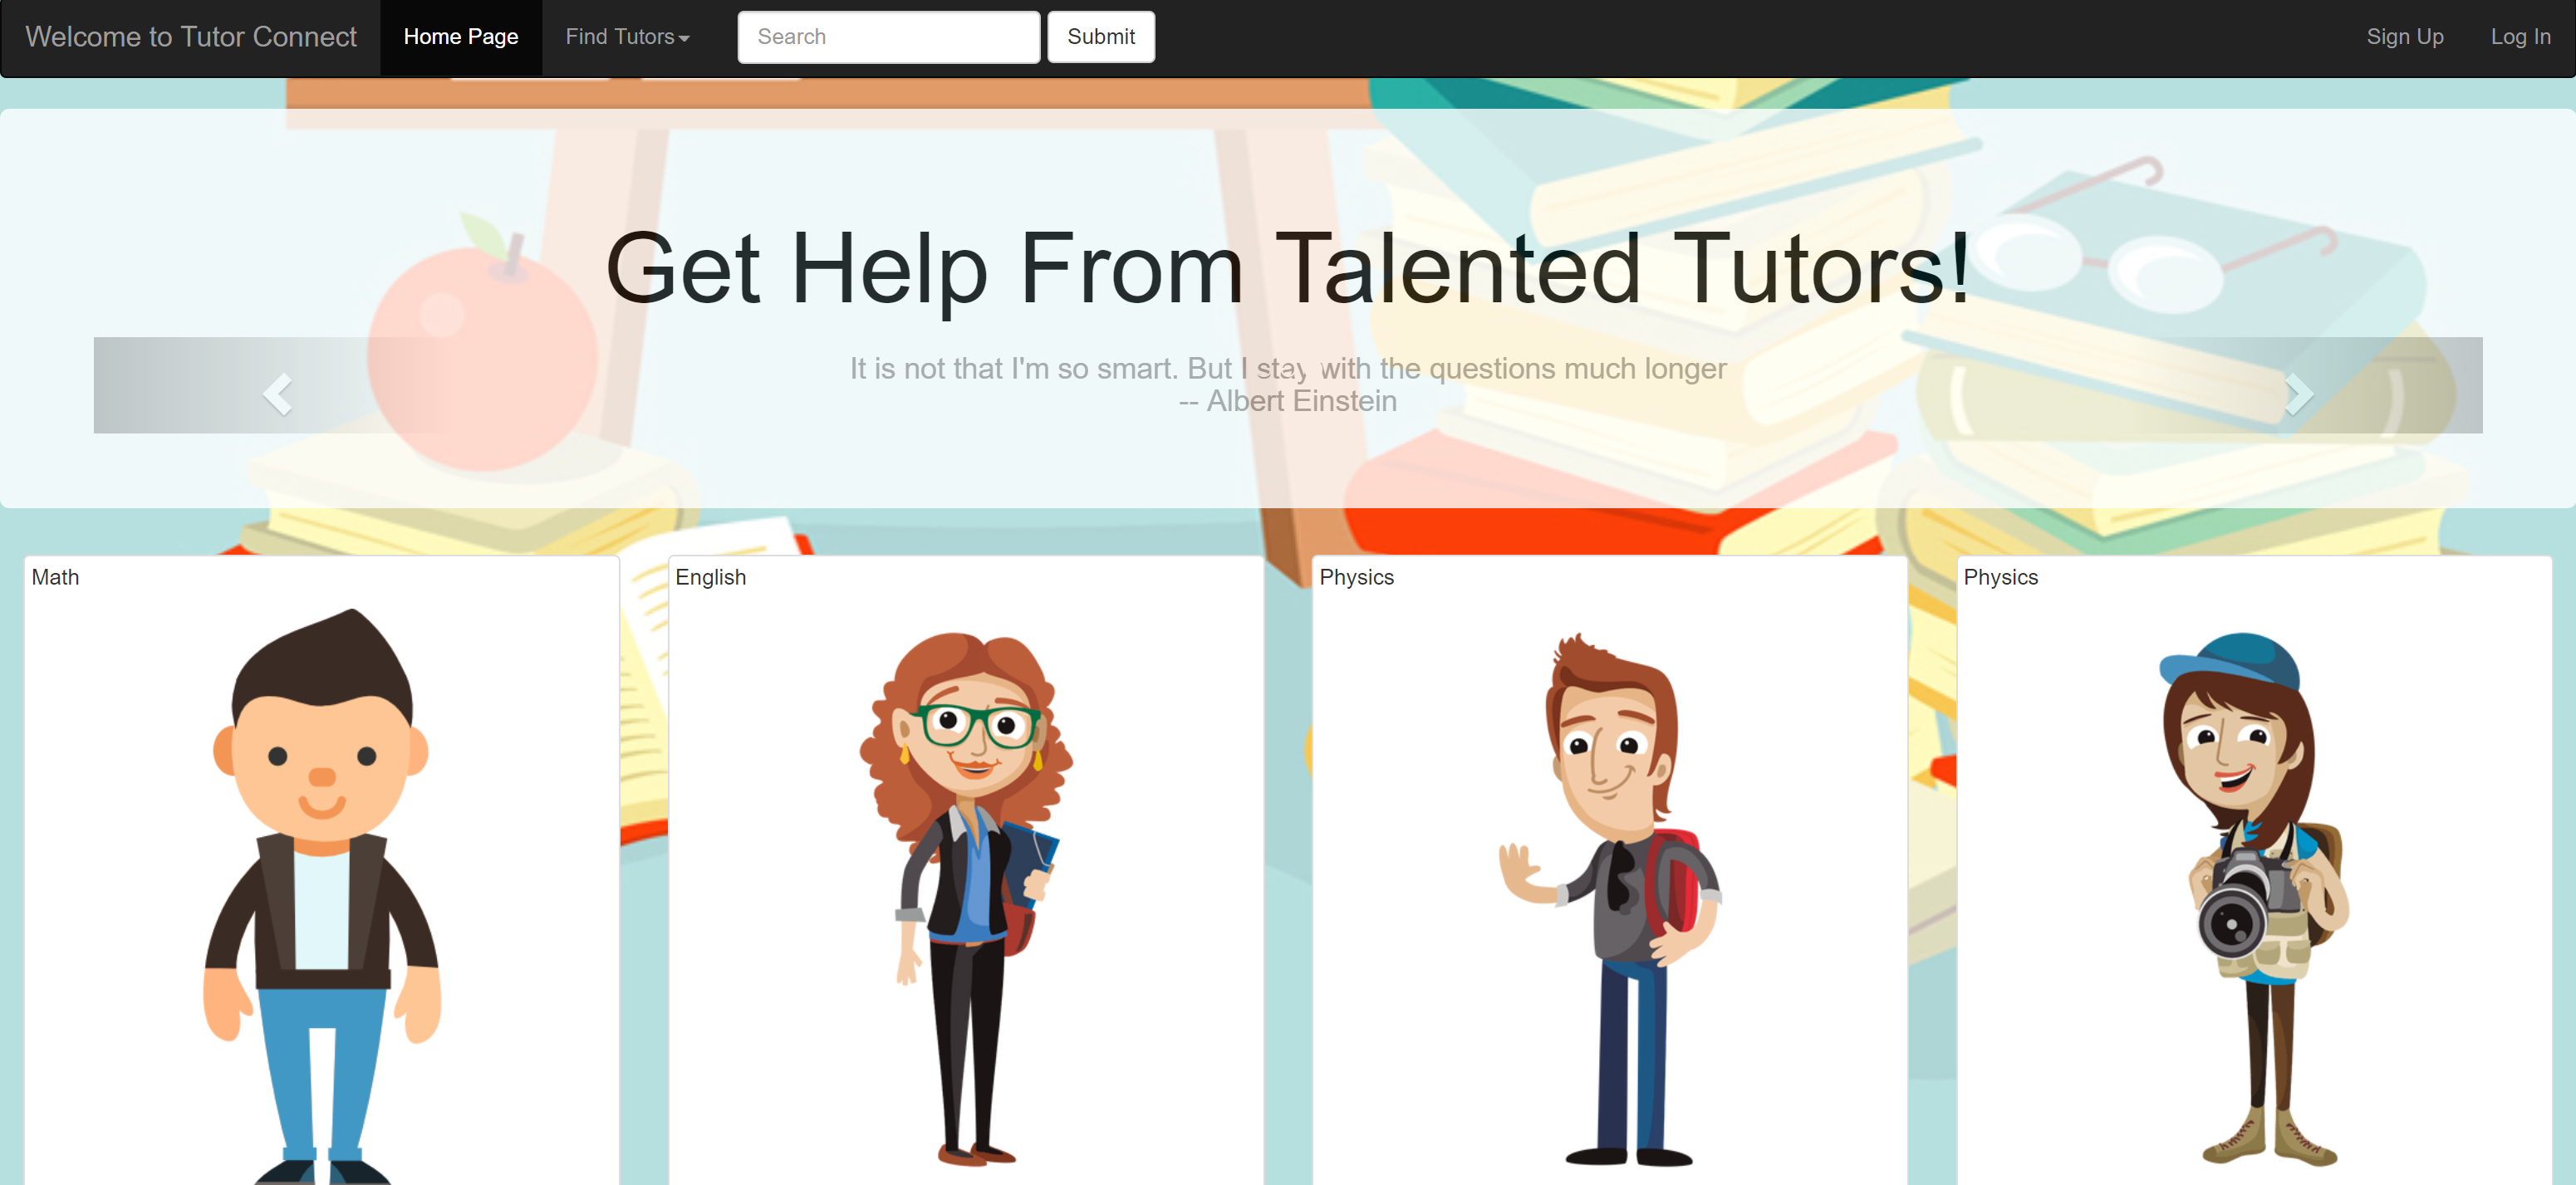 Welcome to Tutor Connect
Home Page
Find Tutors
Search
Submit
Sign Up
Log In
Get Help From Talented Tutors!
It is not that I'm so smart. But I stay with the questions much longer
-- Albert Einstein
Math
English
Physics
Physics